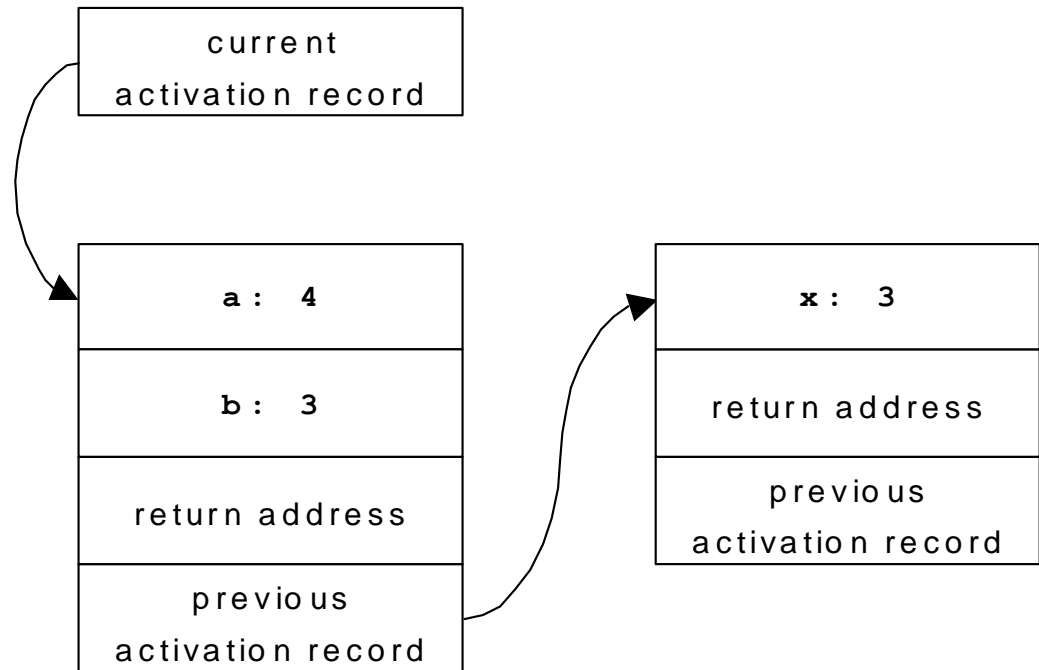 current
activation record
a: 4
b: 3
return address
previous
activation record
x: 3
return address
previous
activation record